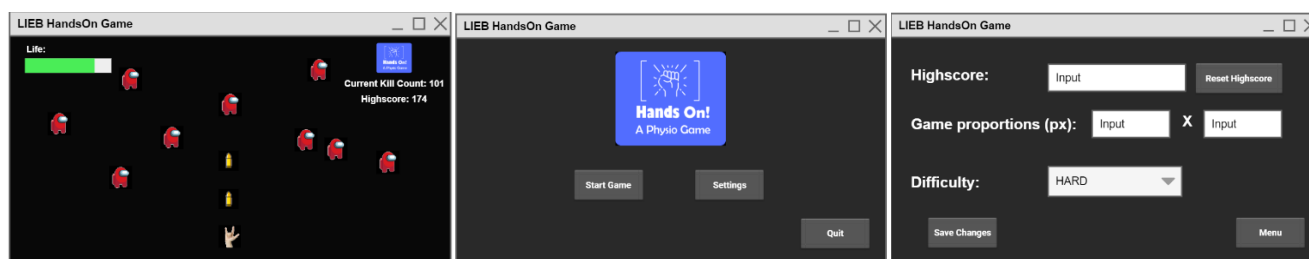 LIEB HandsOn Game
Life:
Hands On!
A Physio Game
Current Kill Count: 101
Highscore: 174
LIEB HandsOn Game
Hands On!
A Physio Game
Start Game
Settings
Quit
LIEB HandsOn Game
Highscore:
Input
Reset Highscore
Game proportions (px):
Input
X
Input
Difficulty:
HARD
Save Changes
Menu